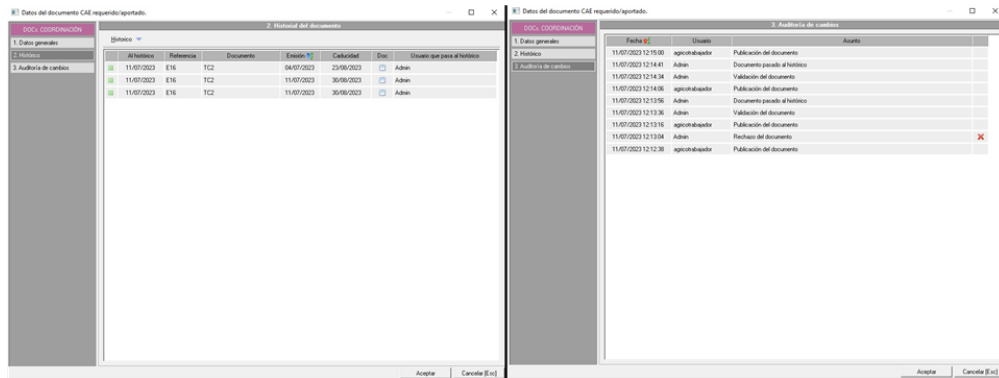 Datos del documento CAE requerido/aportado.
DOCs. COORDINACIÓN
1. Datos generales
2. Histórico
3. Auditoría de cambios
2. Historial del documento
Histórico
Al histórico Referencia Documento Emisión Caducidad Doc Usuario que pasa al histórico
11/07/2023 E16 TC2 04/07/2023 23/08/2023 Admin
11/07/2023 E16 TC2 11/07/2023 30/08/2023 Admin
11/07/2023 E16 TC2 11/07/2023 30/08/2023 Admin
Aceptar Cancelar [Esc]
Datos del documento CAE requerido/aportado.
DOCs. COORDINACIÓN
1. Datos generales
2. Histórico
3. Auditoría de cambios
3. Auditoría de cambios
Fecha Usuario Asunto
11/07/2023 12:15:00 agricotrabajador Publicación del documento
11/07/2023 12:14:41 Admin Documento pasado al histórico
11/07/2023 12:14:34 Admin Validación del documento
11/07/2023 12:14:06 agricotrabajador Publicación del documento
11/07/2023 12:13:56 Admin Documento pasado al histórico
11/07/2023 12:13:36 Admin Validación del documento
11/07/2023 12:13:16 agricotrabajador Publicación del documento
11/07/2023 12:13:04 Admin Rechazo del documento
11/07/2023 12:12:38 agricotrabajador Publicación del documento
Aceptar Cancelar [Esc]